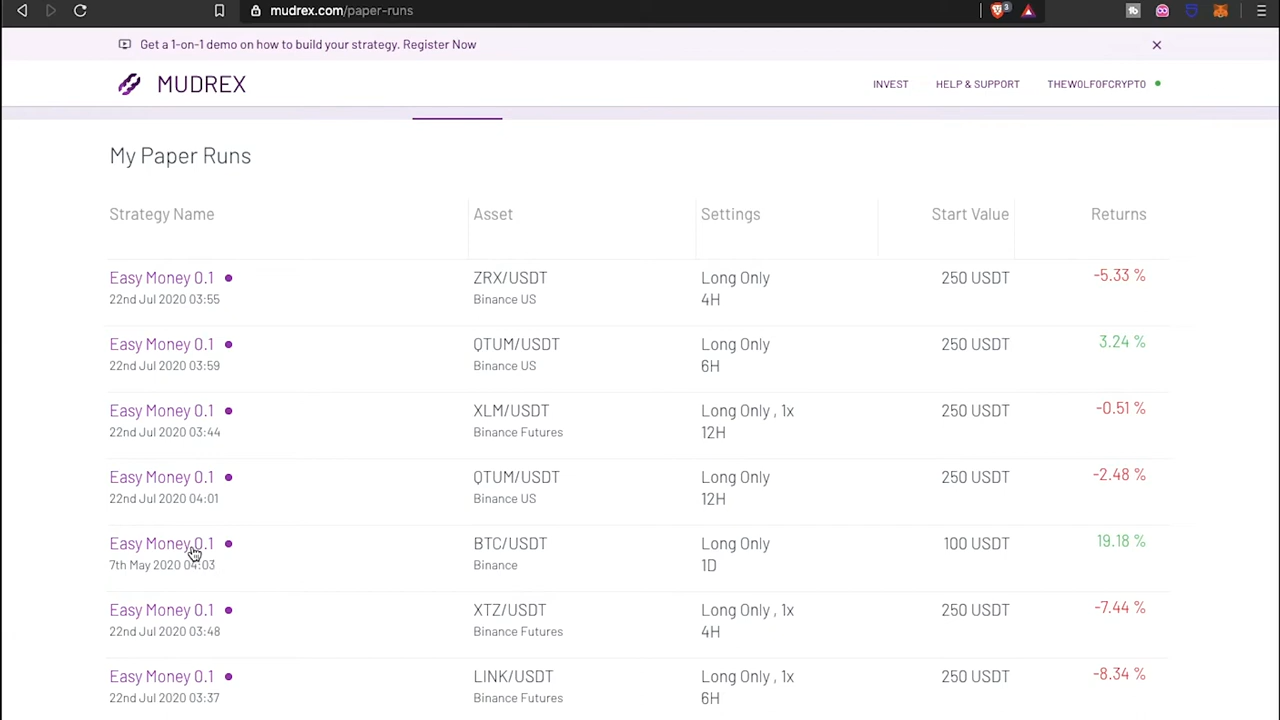 mudrex.com/paper-runs
3
Get a 1-on-1 demo on how to build your strategy. Register Now
MUDREX
INVEST
HELP & SUPPORT
THEW0LF0FCRYPT0
My Paper Runs
Strategy Name Asset Settings Start Value Returns
Easy Money 0.1 ZRX/USDT Long Only 250 USDT -5.33 %
22nd Jul 2020 03:55 Binance US 4H
Easy Money 0.1 QTUM/USDT Long Only 250 USDT 3.24 %
22nd Jul 2020 03:59 Binance US 6H
Easy Money 0.1 XLM/USDT Long Only , 1x 250 USDT -0.51 %
22nd Jul 2020 03:44 Binance Futures 12H
Easy Money 0.1 QTUM/USDT Long Only 250 USDT -2.48 %
22nd Jul 2020 04:01 Binance US 12H
Easy Money 0.1 BTC/USDT Long Only 100 USDT 19.18 %
7th May 2020 04:03 Binance 1D
Easy Money 0.1 XTZ/USDT Long Only , 1x 250 USDT -7.44 %
22nd Jul 2020 03:48 Binance Futures 4H
Easy Money 0.1 LINK/USDT Long Only , 1x 250 USDT -8.34 %
22nd Jul 2020 03:37 Binance Futures 6H